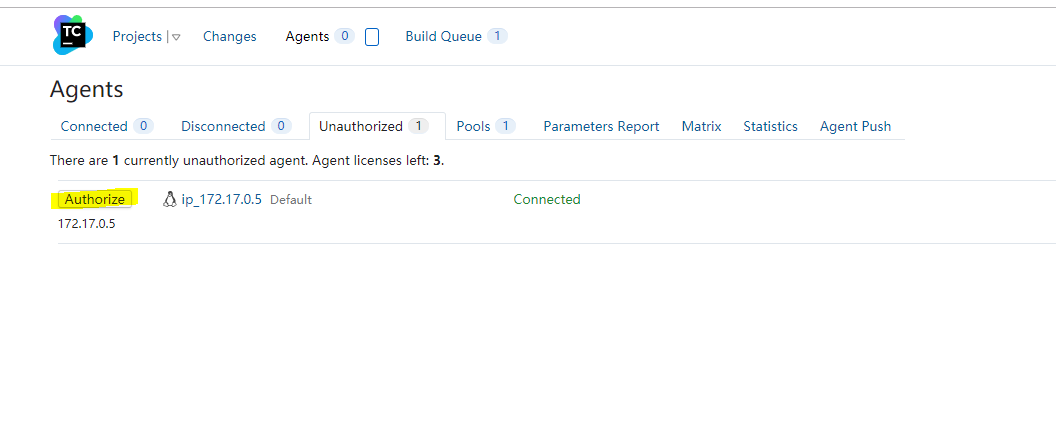 TC
Projects | Changes Agents 0 Build Queue 1
Agents
Connected 0 Disconnected 0 Unauthorized 1 Pools 1 Parameters Report Matrix Statistics Agent Push
There are 1 currently unauthorized agent. Agent licenses left: 3.
Authorize ip_172.17.0.5 Default Connected
172.17.0.5